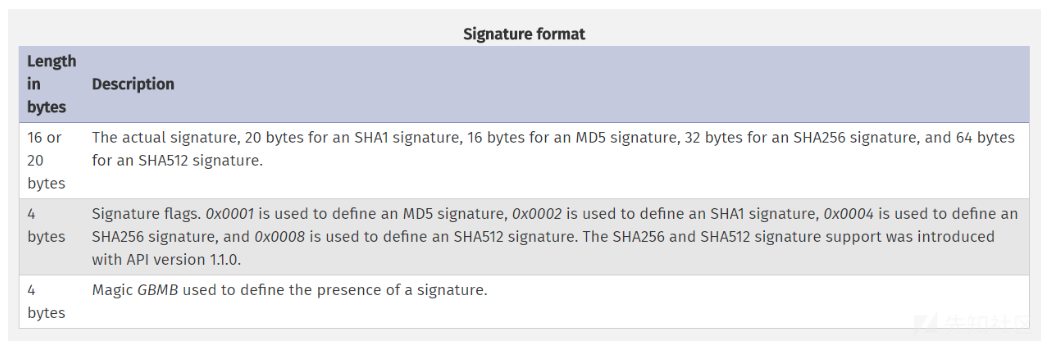 Signature format
Length
in
bytes
Description
16 or
20
bytes
The actual signature, 20 bytes for an SHA1 signature, 16 bytes for an MD5 signature, 32 bytes for an SHA256 signature, and 64 bytes
for an SHA512 signature.
4
bytes
Signature flags. 0x0001 is used to define an MD5 signature, 0x0002 is used to define an SHA1 signature, 0x0004 is used to define an
SHA256 signature, and 0x0008 is used to define an SHA512 signature. The SHA256 and SHA512 signature support was introduced
with API version 1.1.0.
4
bytes
Magic GBMB used to define the presence of a signature.
先知社区